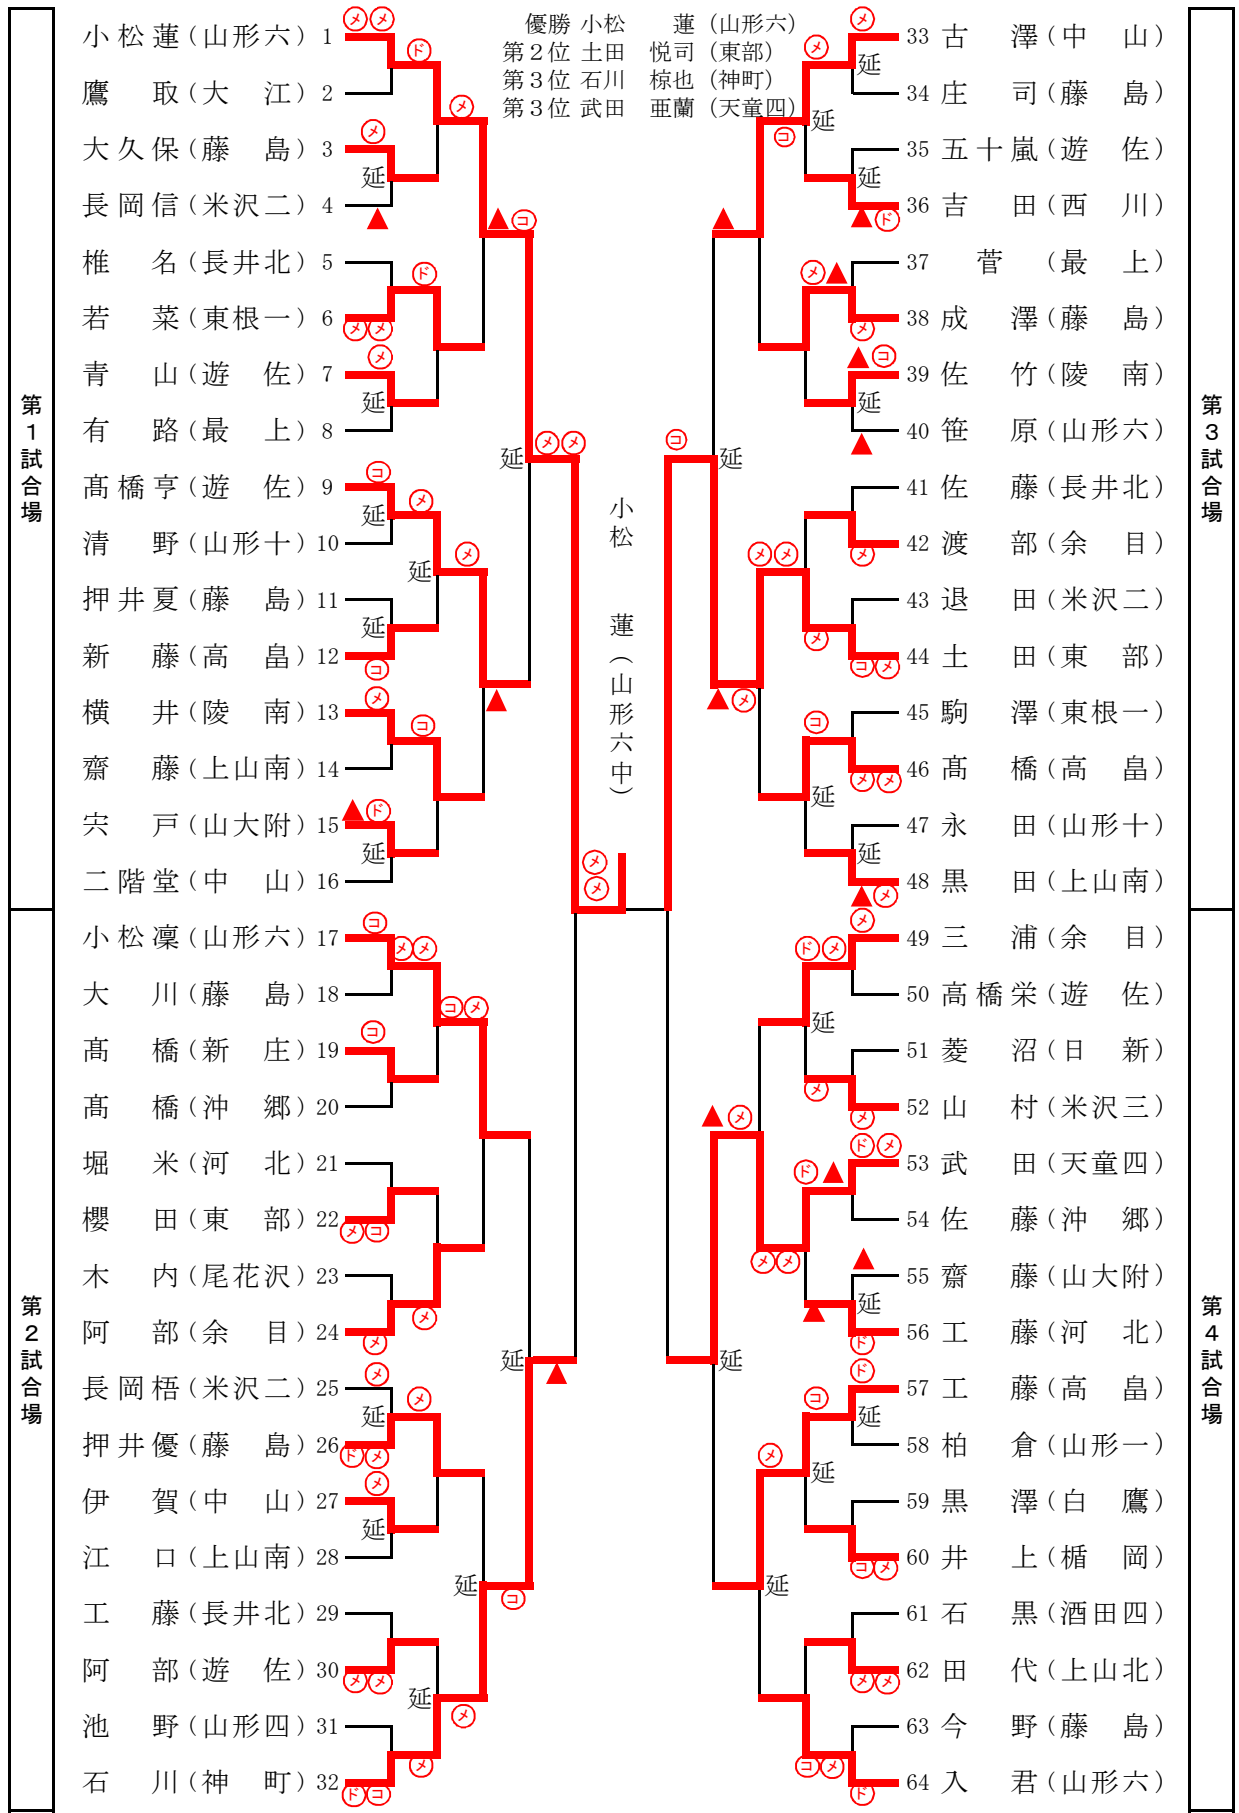 優勝 小松 蓮 (山形六)
第2位 土田 悦司 (東部)
第3位 石川 椋也 (神町)
第3位 武田 亜蘭 (天童四)
第1試合場
小松蓮(山形六) 1
鷹取(大江) 2
大久保(藤島) 3
長岡信(米沢二) 4
椎名(長井北) 5
若菜(東根一) 6
青山(遊佐) 7
有路(最上) 8
髙橋亨(遊佐) 9
清野(山形十) 10
押井夏(藤島) 11
新藤(高畠) 12
横井(陵南) 13
齋藤(上山南) 14
宍戸(山大附) 15
二階堂(中山) 16
第2試合場
小松凜(山形六) 17
大川(藤島) 18
髙橋(新庄) 19
髙橋(沖郷) 20
堀米(河北) 21
櫻田(東部) 22
木内(尾花沢) 23
阿部(余目) 24
長岡梧(米沢二) 25
押井優(藤島) 26
伊賀(中山) 27
江口(上山南) 28
工藤(長井北) 29
阿部(遊佐) 30
池野(山形四) 31
石川(神町) 32
小松 蓮(山形六中)
第3試合場
33 古澤(中山)
34 庄司(藤島)
35 五十嵐(遊佐)
36 吉田(西川)
37 菅(最上)
38 成澤(藤島)
39 佐竹(陵南)
40 笹原(山形六)
41 佐藤(長井北)
42 渡部(余目)
43 退田(米沢二)
44 土田(東部)
45 駒澤(東根一)
46 髙橋(高畠)
47 永田(山形十)
48 黒田(上山南)
第4試合場
49 三浦(余目)
50 高橋栄(遊佐)
51 菱沼(日新)
52 山村(米沢三)
53 武田(天童四)
54 佐藤(沖郷)
55 齋藤(山大附)
56 工藤(河北)
57 工藤(高畠)
58 柏倉(山形一)
59 黒澤(白鷹)
60 井上(楯岡)
61 石黒(酒田四)
62 田代(上山北)
63 今野(藤島)
64 入君(山形六)